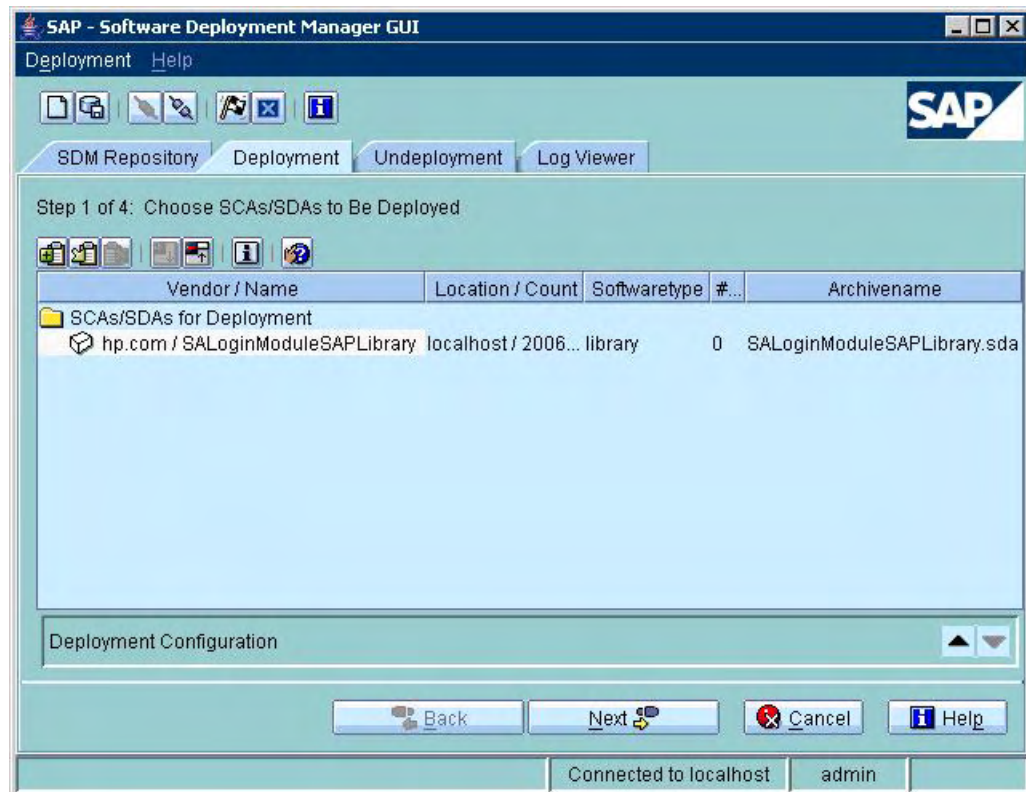 SAP - Software Deployment Manager GUI
Deployment Help
SAP
SDM Repository Deployment Undeployment Log Viewer
Step 1 of 4: Choose SCAs/SDAs to Be Deployed
Vendor / Name Location / Count Softwaretype #... Archivename
SCAs/SDAs for Deployment
hp.com / SALoginModuleSAPLibrary localhost / 2006... library 0 SALoginModuleSAPLibrary.sda
Deployment Configuration
Back Next Cancel Help
Connected to localhost admin